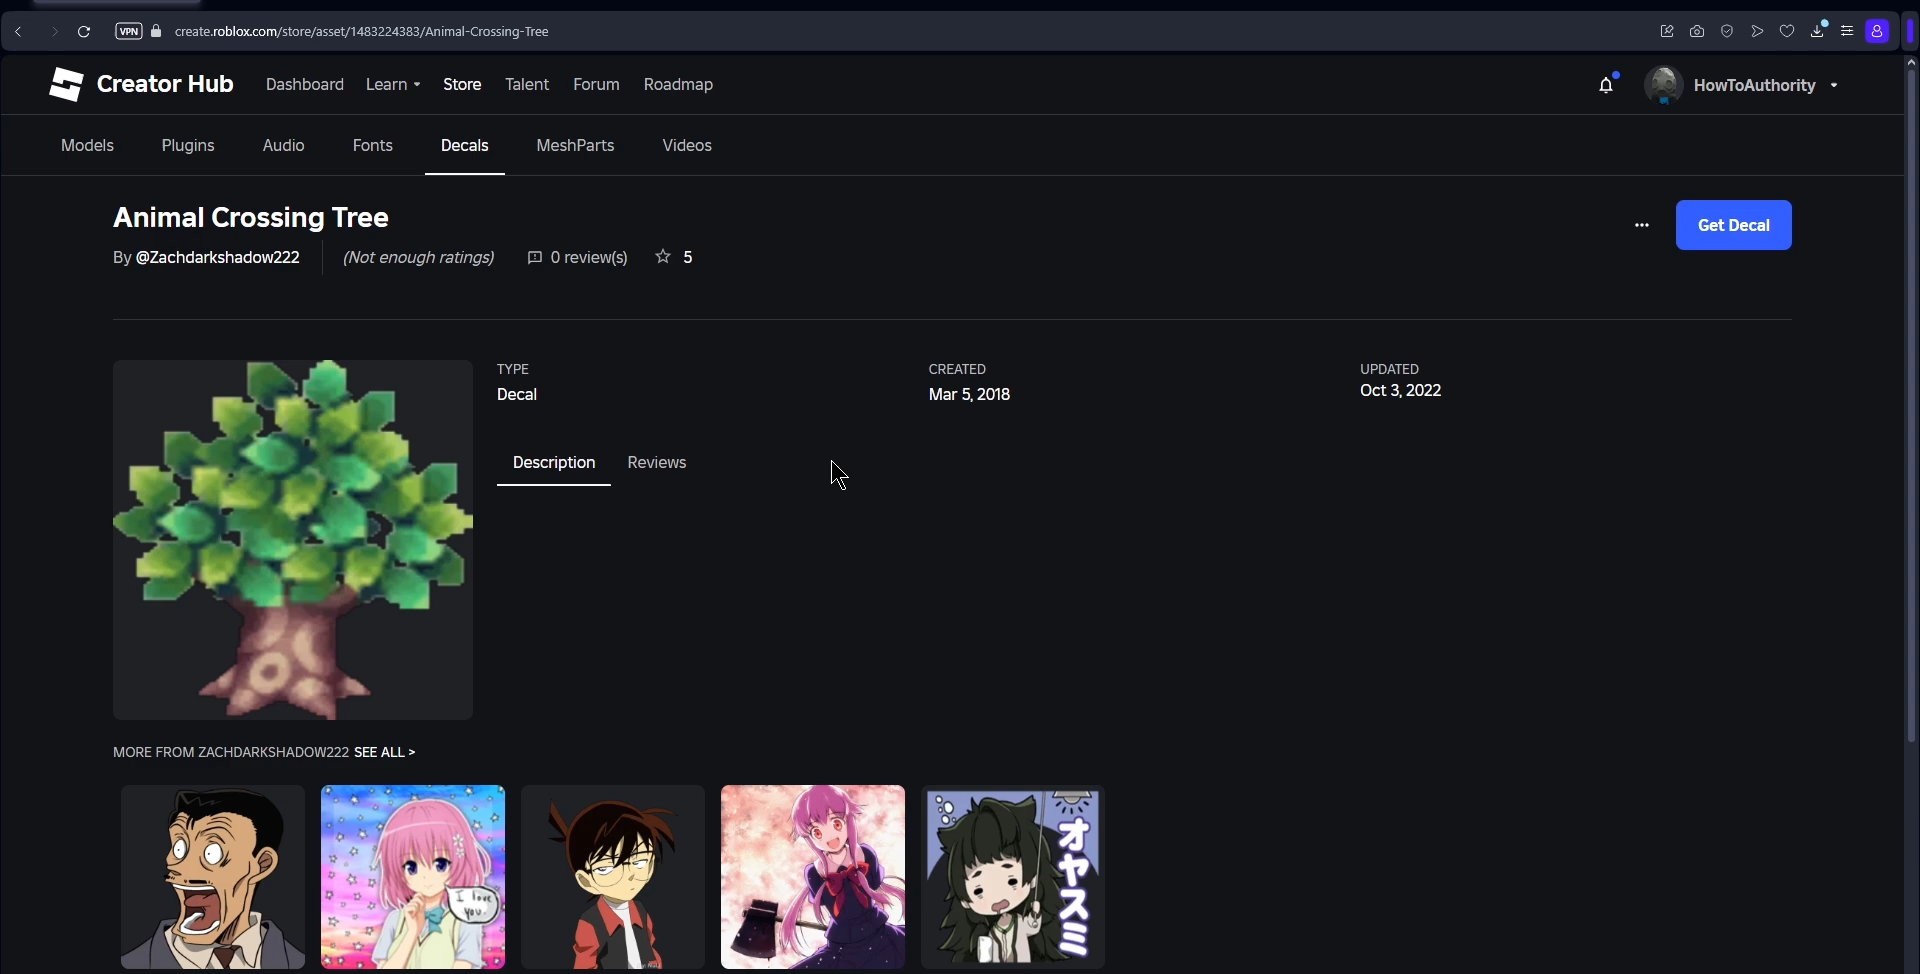 VPN create.roblox.com/store/asset/1483224383/Animal-Crossing-Tree
Creator Hub Dashboard Learn Store Talent Forum Roadmap HowToAuthority
Models Plugins Audio Fonts Decals MeshParts Videos
Animal Crossing Tree
Get Decal
By @Zachdarkshadow222 (Not enough ratings) 0 review(s) 5
TYPE CREATED UPDATED
Decal Mar 5, 2018 Oct 3, 2022
Description Reviews
MORE FROM ZACHDARKSHADOW222 SEE ALL >
I love
you.
オヤスミ